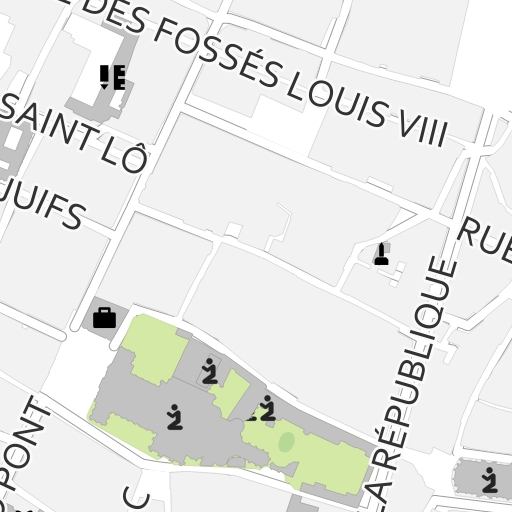 E DES FOSSÉS LOUIS VIII
SAINT LÔ
JUIFS
RUE
LA RÉPUBLIQUE
PONT
C